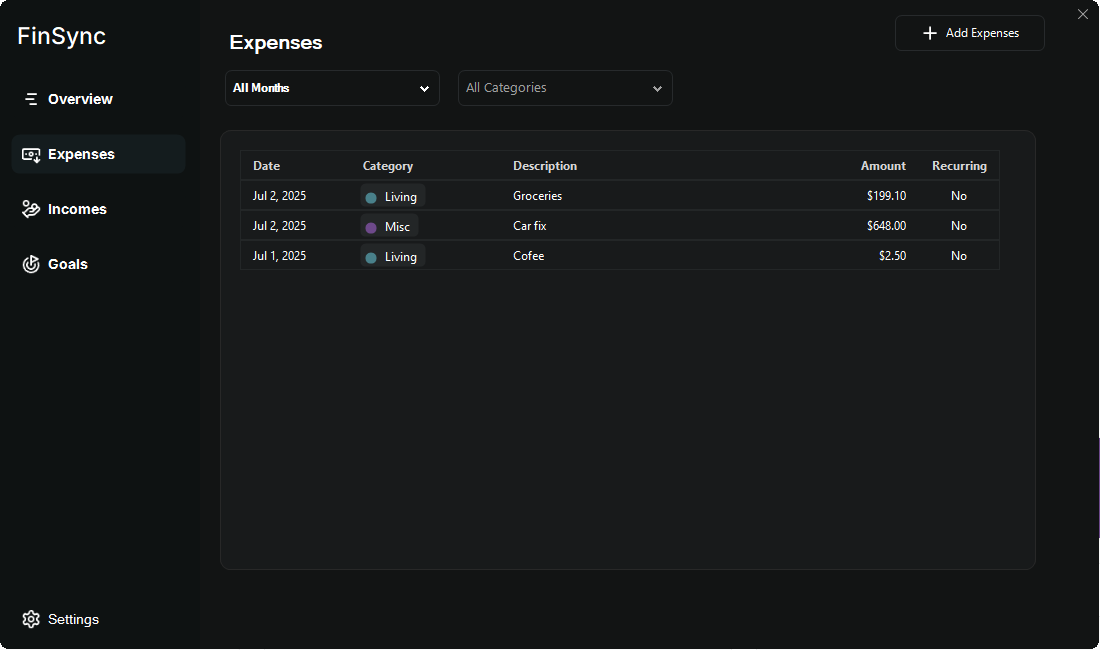 FinSync
Overview
Expenses
Incomes
Goals
Settings
Expenses
Add Expenses
All Months
All Categories
Date Category Description Amount Recurring
Jul 2, 2025 Living Groceries $199.10 No
Jul 2, 2025 Misc Car fix $648.00 No
Jul 1, 2025 Living Cofee $2.50 No